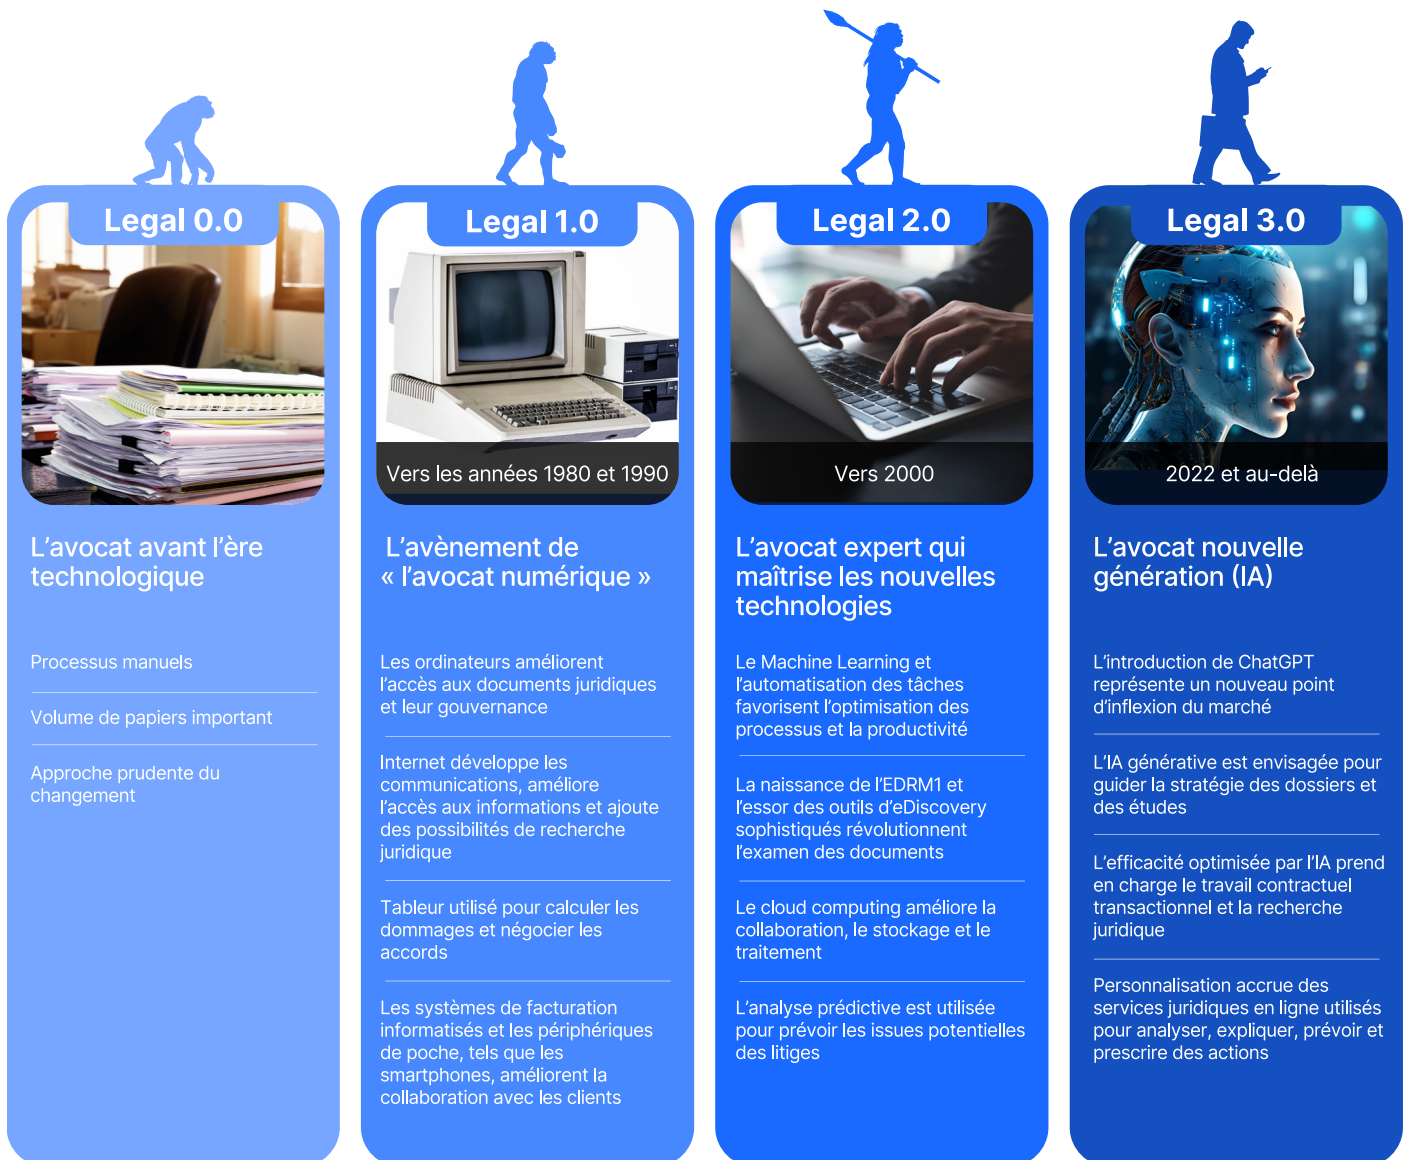 Legal 0.0
L’avocat avant l’ère
technologique
Processus manuels
Volume de papiers important
Approche prudente du
changement
Legal 1.0
Vers les années 1980 et 1990
L’avènement de
« l’avocat numérique »
Les ordinateurs améliorent
l’accès aux documents juridiques
et leur gouvernance
Internet développe les
communications, améliore
l’accès aux informations et ajoute
des possibilités de recherche
juridique
Tableur utilisé pour calculer les
dommages et négocier les
accords
Les systèmes de facturation
informatisés et les périphériques
de poche, tels que les
smartphones, améliorent la
collaboration avec les clients
Legal 2.0
Vers 2000
L’avocat expert qui
maîtrise les nouvelles
technologies
Le Machine Learning et
l’automatisation des tâches
favorisent l’optimisation des
processus et la productivité
La naissance de l’EDRM1 et
l’essor des outils d’eDiscovery
sophistiqués révolutionnent
l’examen des documents
Le cloud computing améliore la
collaboration, le stockage et le
traitement
L’analyse prédictive est utilisée
pour prévoir les issues potentielles
des litiges
Legal 3.0
2022 et au-delà
L’avocat nouvelle
génération (IA)
L’introduction de ChatGPT
représente un nouveau point
d’inflexion du marché
L’IA générative est envisagée pour
guider la stratégie des dossiers et
des études
L’efficacité optimisée par l’IA prend
en charge le travail contractuel
transactionnel et la recherche
juridique
Personnalisation accrue des
services juridiques en ligne utilisés
pour analyser, expliquer, prévoir et
prescrire des actions